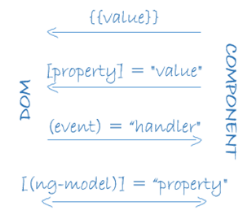 {{value}}
[property] = "value"
(event) = "handler"
[(ng-model)] = "property"
DOM
COMPONENT